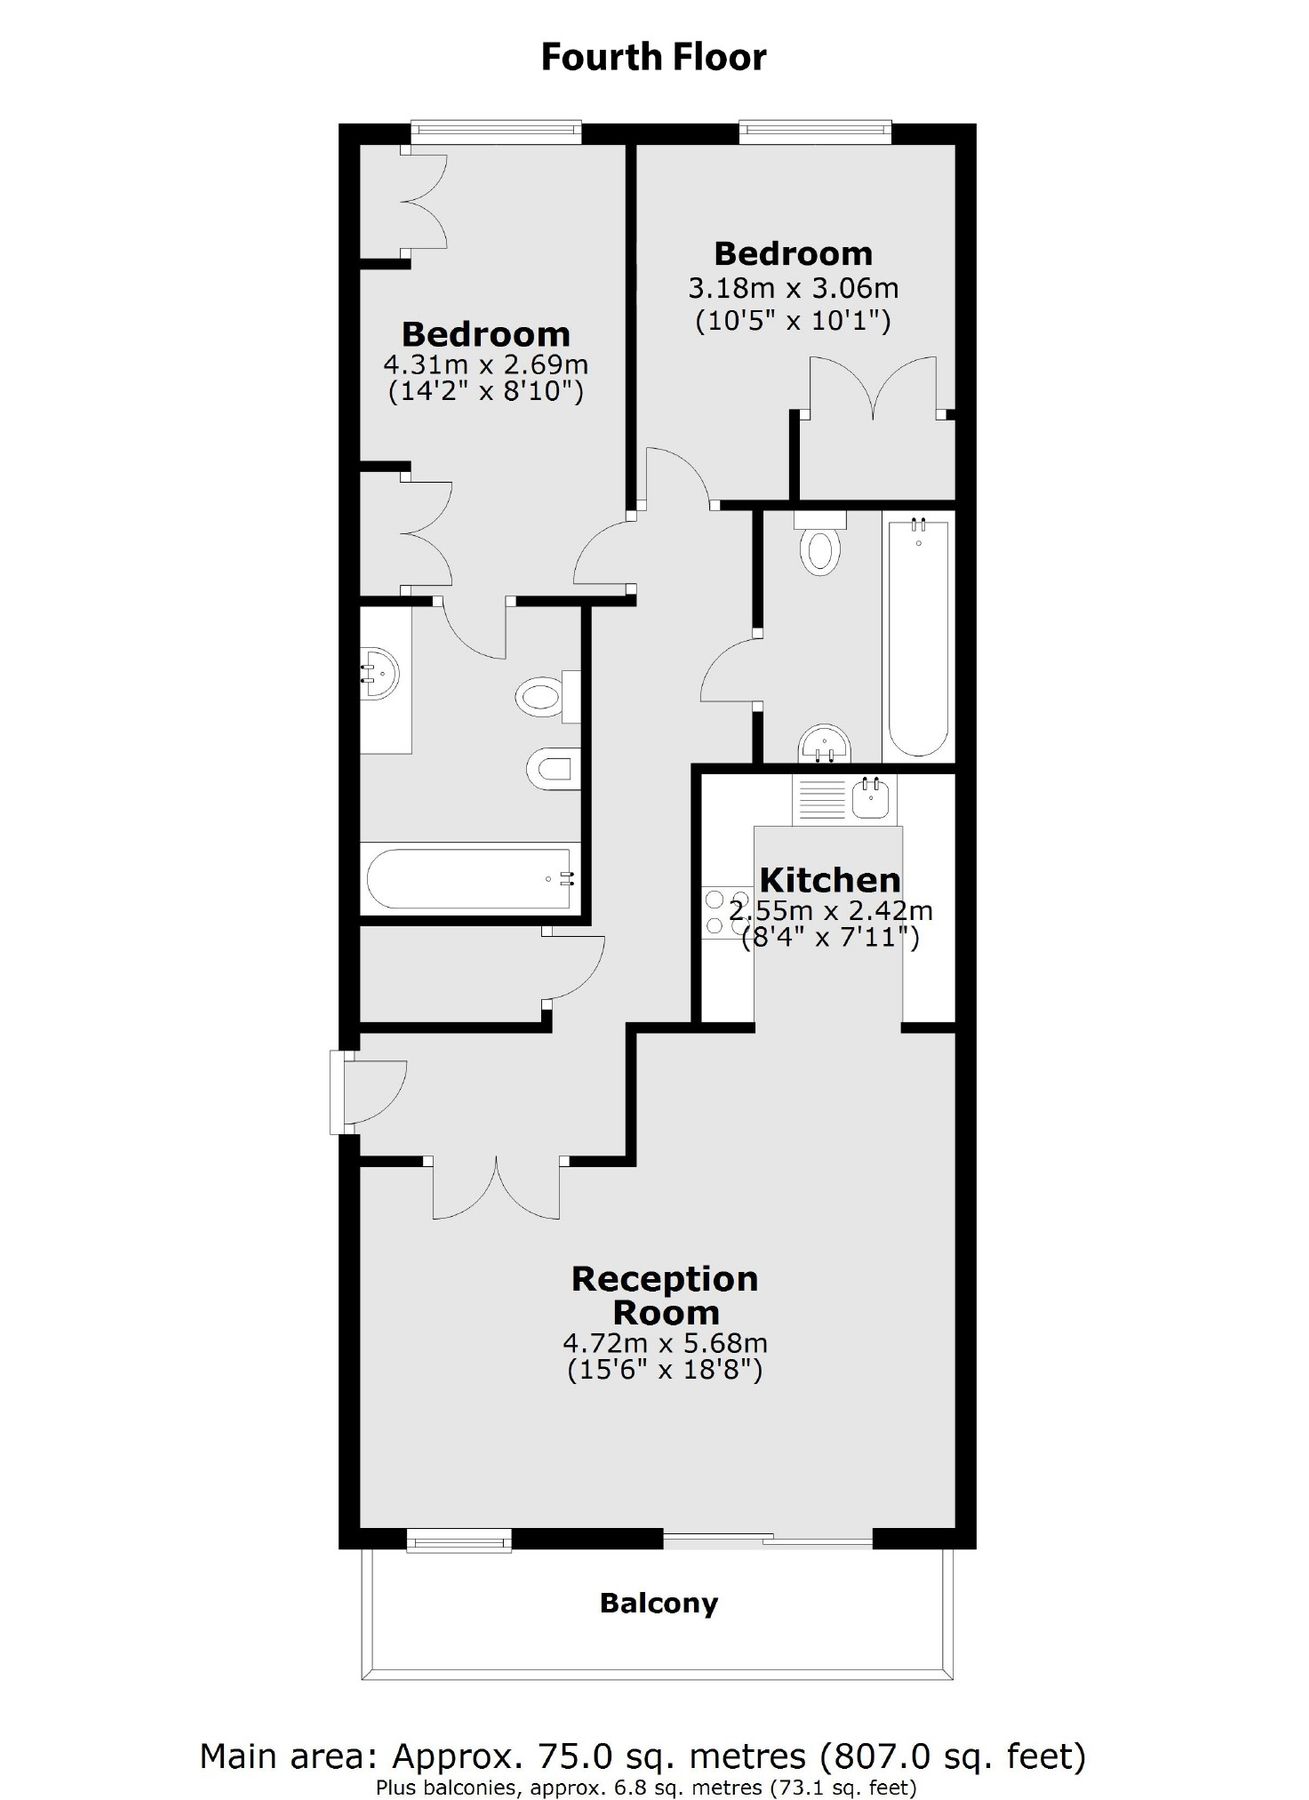 Fourth Floor
Bedroom
3.18m x 3.06m
(10'5" x 10'1")
Bedroom
4.31m x 2.69m
(14'2" x 8'10")
Kitchen
2.55m x 2.42m
(8'4" x 7'11")
Reception
Room
4.72m x 5.68m
(15'6" x 18'8")
Balcony
Main area: Approx. 75.0 sq. metres (807.0 sq. feet)
Plus balconies, approx. 6.8 sq. metres (73.1 sq. feet)